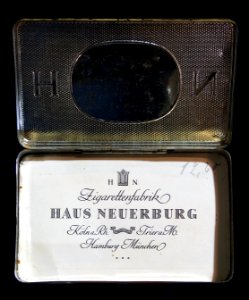 H N
H N
Zigarettenfabrik
HAUS NEUERBURG
Köln a.Rh. Trier a.M.
Hamburg München